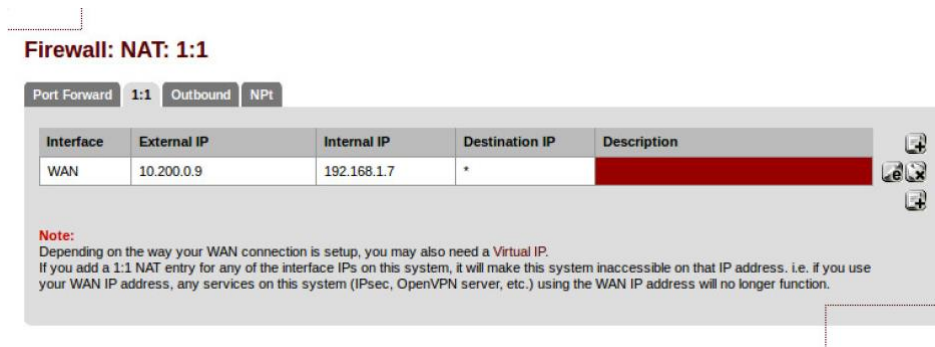 Firewall: NAT: 1:1
Port Forward 1:1 Outbound NPt
Interface External IP Internal IP Destination IP Description
WAN 10.200.0.9 192.168.1.7 *
Note:
Depending on the way your WAN connection is setup, you may also need a Virtual IP.
If you add a 1:1 NAT entry for any of the interface IPs on this system, it will make this system inaccessible on that IP address. i.e. if you use
your WAN IP address, any services on this system (IPsec, OpenVPN server, etc.) using the WAN IP address will no longer function.